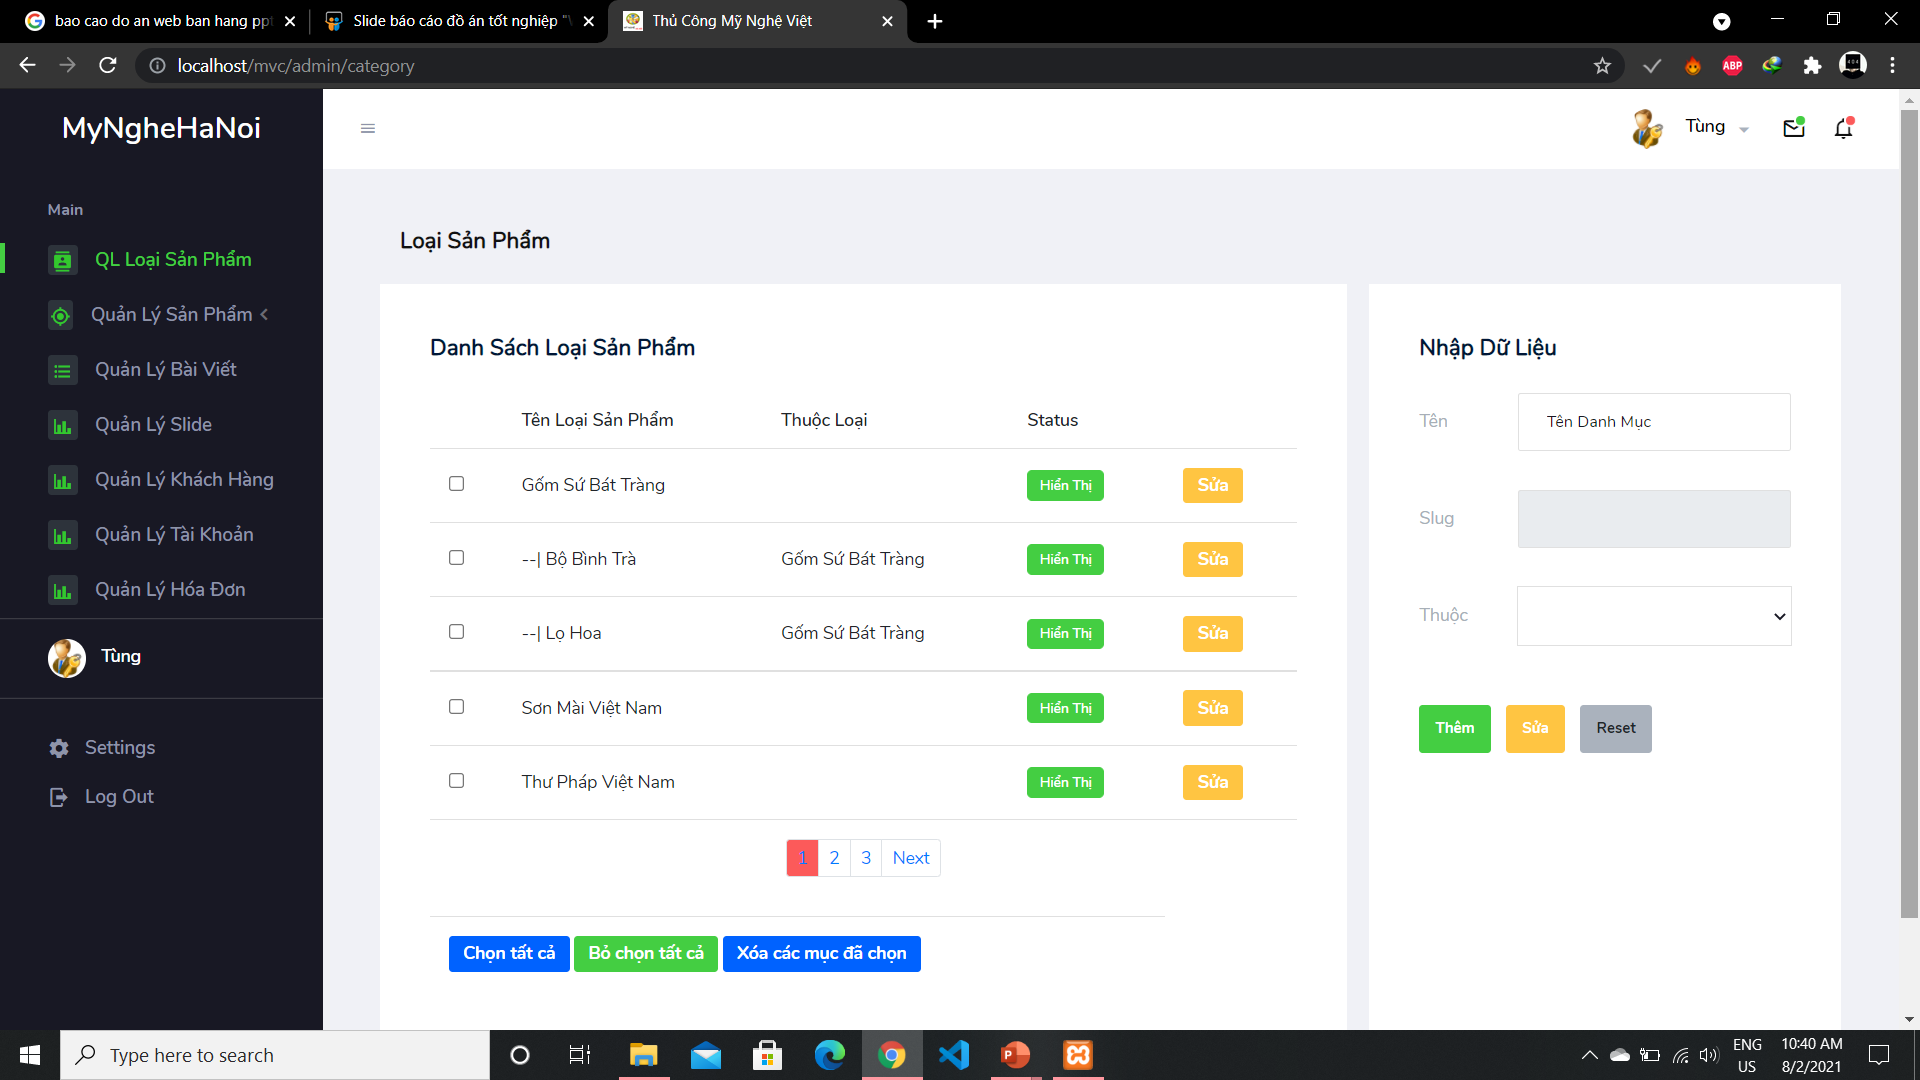 bao cao do an web ban hang ppt
Slide báo cáo đồ án tốt nghiệp "\
Thủ Công Mỹ Nghệ Việt
localhost/mvc/admin/category
ABP
MyNgheHaNoi
Tùng
Main
QL Loại Sản Phẩm
Quản Lý Sản Phẩm
Quản Lý Bài Viết
Quản Lý Slide
Quản Lý Khách Hàng
Quản Lý Tài Khoản
Quản Lý Hóa Đơn
Tùng
Settings
Log Out
Loại Sản Phẩm
Danh Sách Loại Sản Phẩm
Tên Loại Sản Phẩm Thuộc Loại Status
Gốm Sứ Bát Tràng Hiển Thị Sửa
--| Bộ Bình Trà Gốm Sứ Bát Tràng Hiển Thị Sửa
--| Lọ Hoa Gốm Sứ Bát Tràng Hiển Thị Sửa
Sơn Mài Việt Nam Hiển Thị Sửa
Thư Pháp Việt Nam Hiển Thị Sửa
1 2 3 Next
Chọn tất cả Bỏ chọn tất cả Xóa các mục đã chọn
Nhập Dữ Liệu
Tên Tên Danh Mục
Slug
Thuộc
Thêm Sửa Reset
Type here to search
ENG
US
10:40 AM
8/2/2021